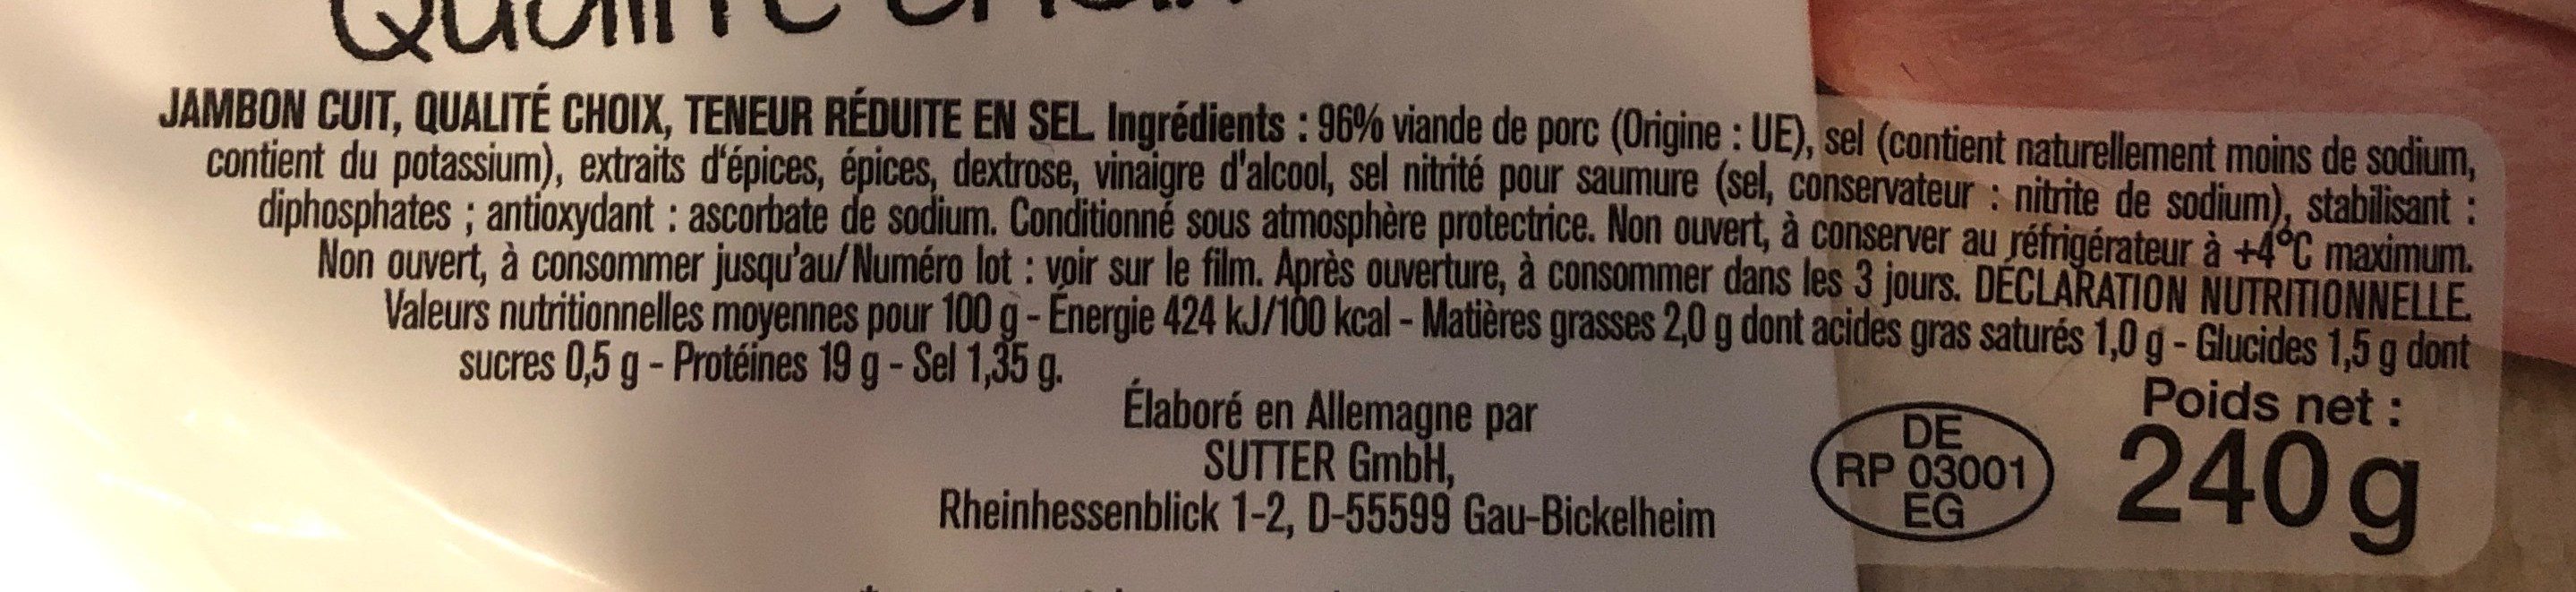 Qualité
JAMBON CUIT, QUALITÉ CHOIX, TENEUR RÉDUITE EN SEL. Ingrédients : 96% viande de porc (Origine : UE), sel (contient naturellement moins de sodium,
contient du potassium), extraits d'épices, épices, dextrose, vinaigre d'alcool, sel nitrité pour saumure (sel, conservateur : nitrite de sodium), stabilisant :
diphosphates ; antioxydant : ascorbate de sodium. Conditionné sous atmosphère protectrice. Non ouvert, à conserver au réfrigérateur à +4°C maximum.
Non ouvert, à consommer jusqu'au/Numéro lot : voir sur le film. Après ouverture, à consommer dans les 3 jours. DÉCLARATION NUTRITIONNELLE.
Valeurs nutritionnelles moyennes pour 100 g - Énergie 424 kJ/100 kcal - Matières grasses 2,0 g dont acides gras saturés 1,0 g - Glucides 1,5 g dont
sucres 0,5 g - Protéines 19 g - Sel 1,35 g.
Élaboré en Allemagne par
SUTTER GmbH,
Rheinhessenblick 1-2, D-55599 Gau-Bickelheim
DE
RP 03001
EG
Poids net :
240 g